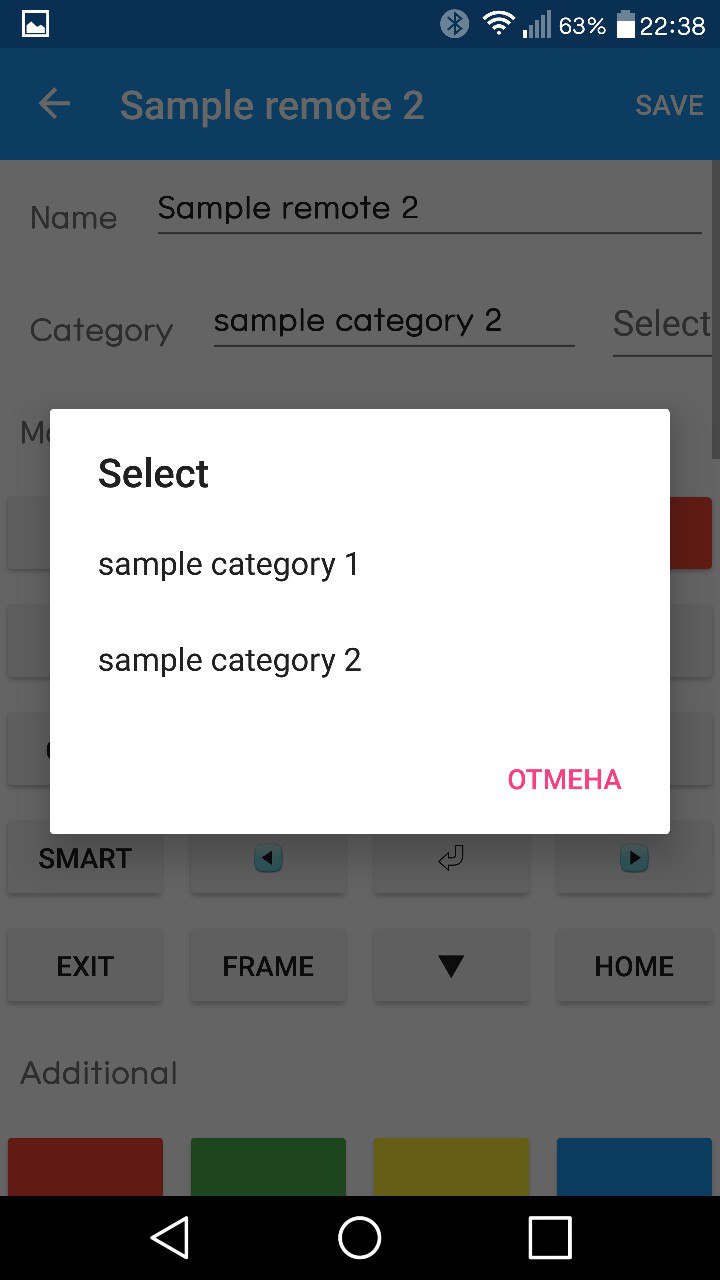 63% 22:38
Sample remote 2 SAVE
Name Sample remote 2
Category sample category 2 Select
Select
sample category 1
sample category 2
ОТМЕНА
SMART
EXIT FRAME HOME
Additional